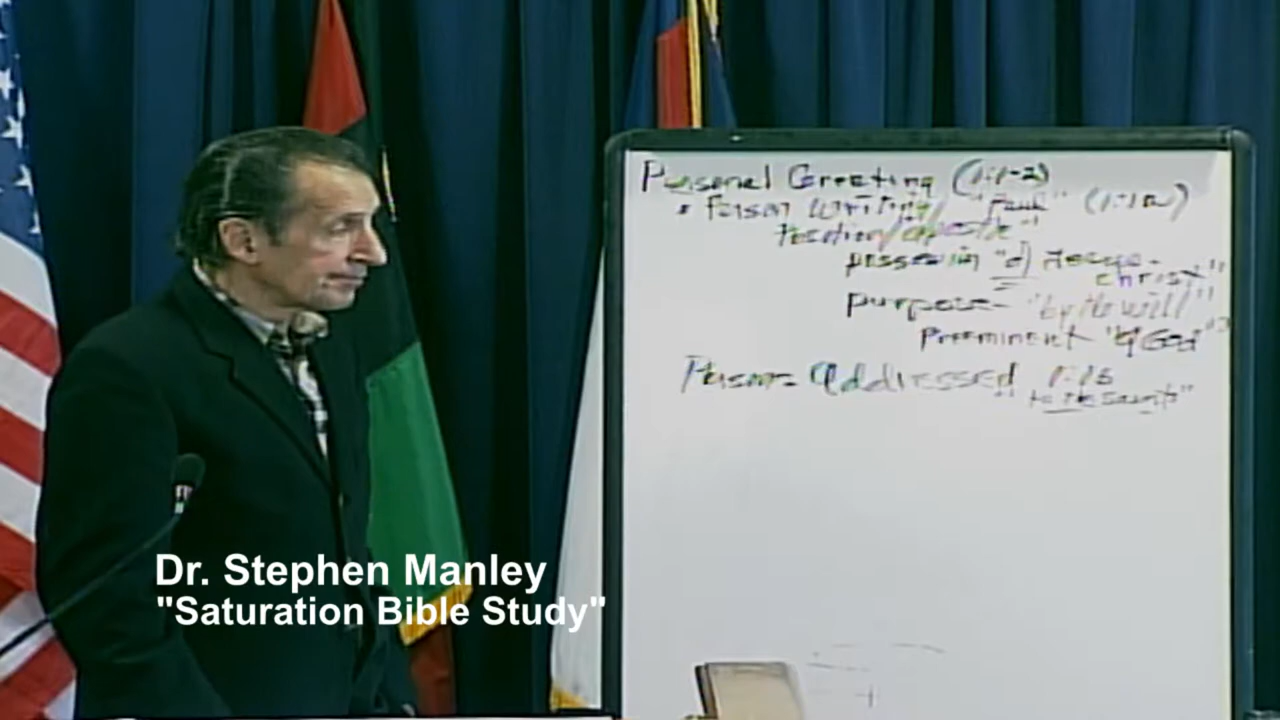 Personal Greeting (1:1-2)
Person Writing "Paul" (1:1a)
Position "apostle"
possession "of Jesus
Christ"
purpose- "by the will"
Preeminent "of God"
Persons Addressed 1:1b
"to the saints"
Dr. Stephen Manley
"Saturation Bible Study"